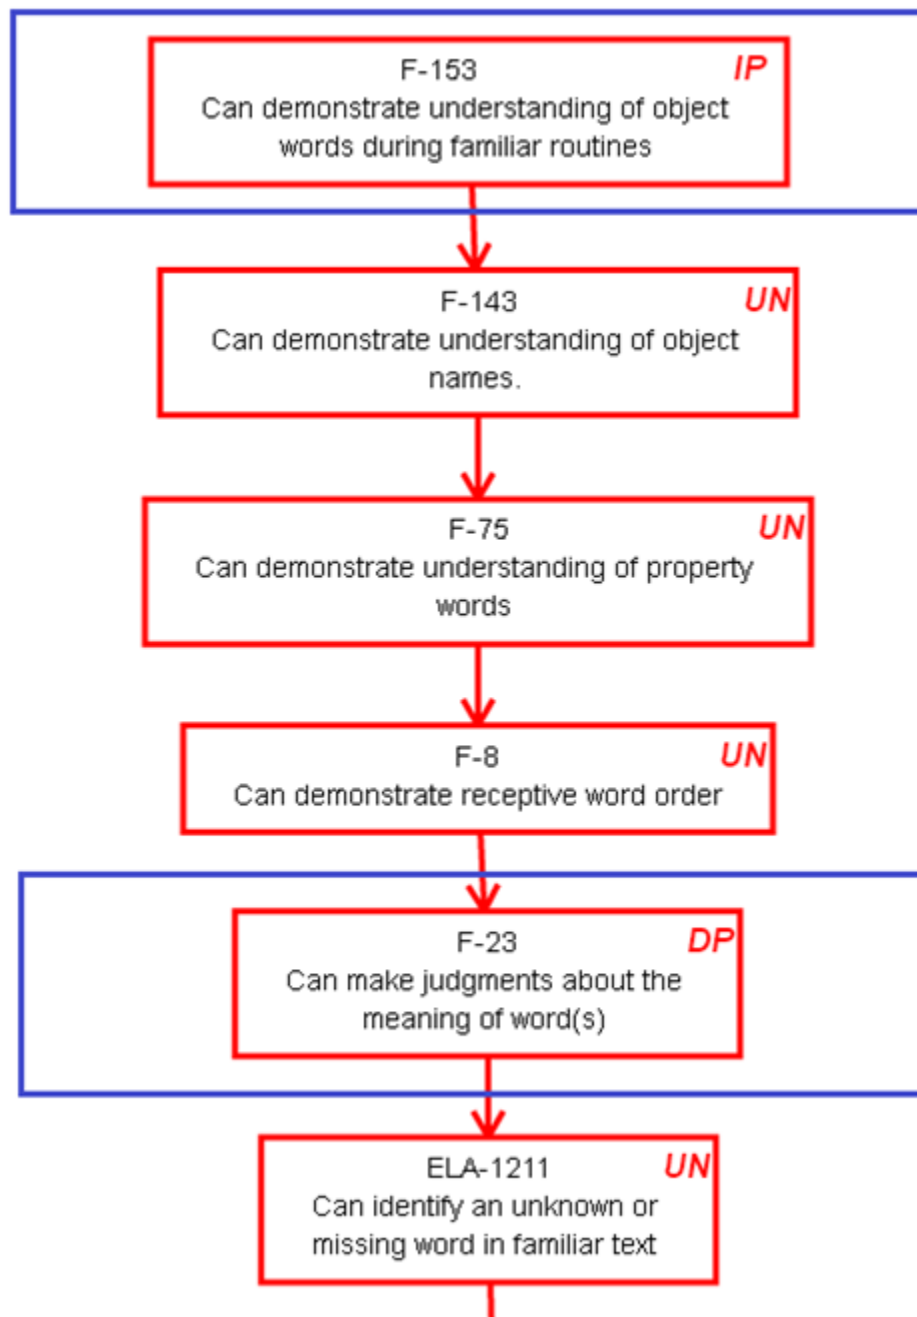 F-153
IP
Can demonstrate understanding of object
words during familiar routines
F-143
UN
Can demonstrate understanding of object
names.
F-75
UN
Can demonstrate understanding of property
words
F-8
UN
Can demonstrate receptive word order
F-23
DP
Can make judgments about the
meaning of word(s)
ELA-1211
UN
Can identify an unknown or
missing word in familiar text